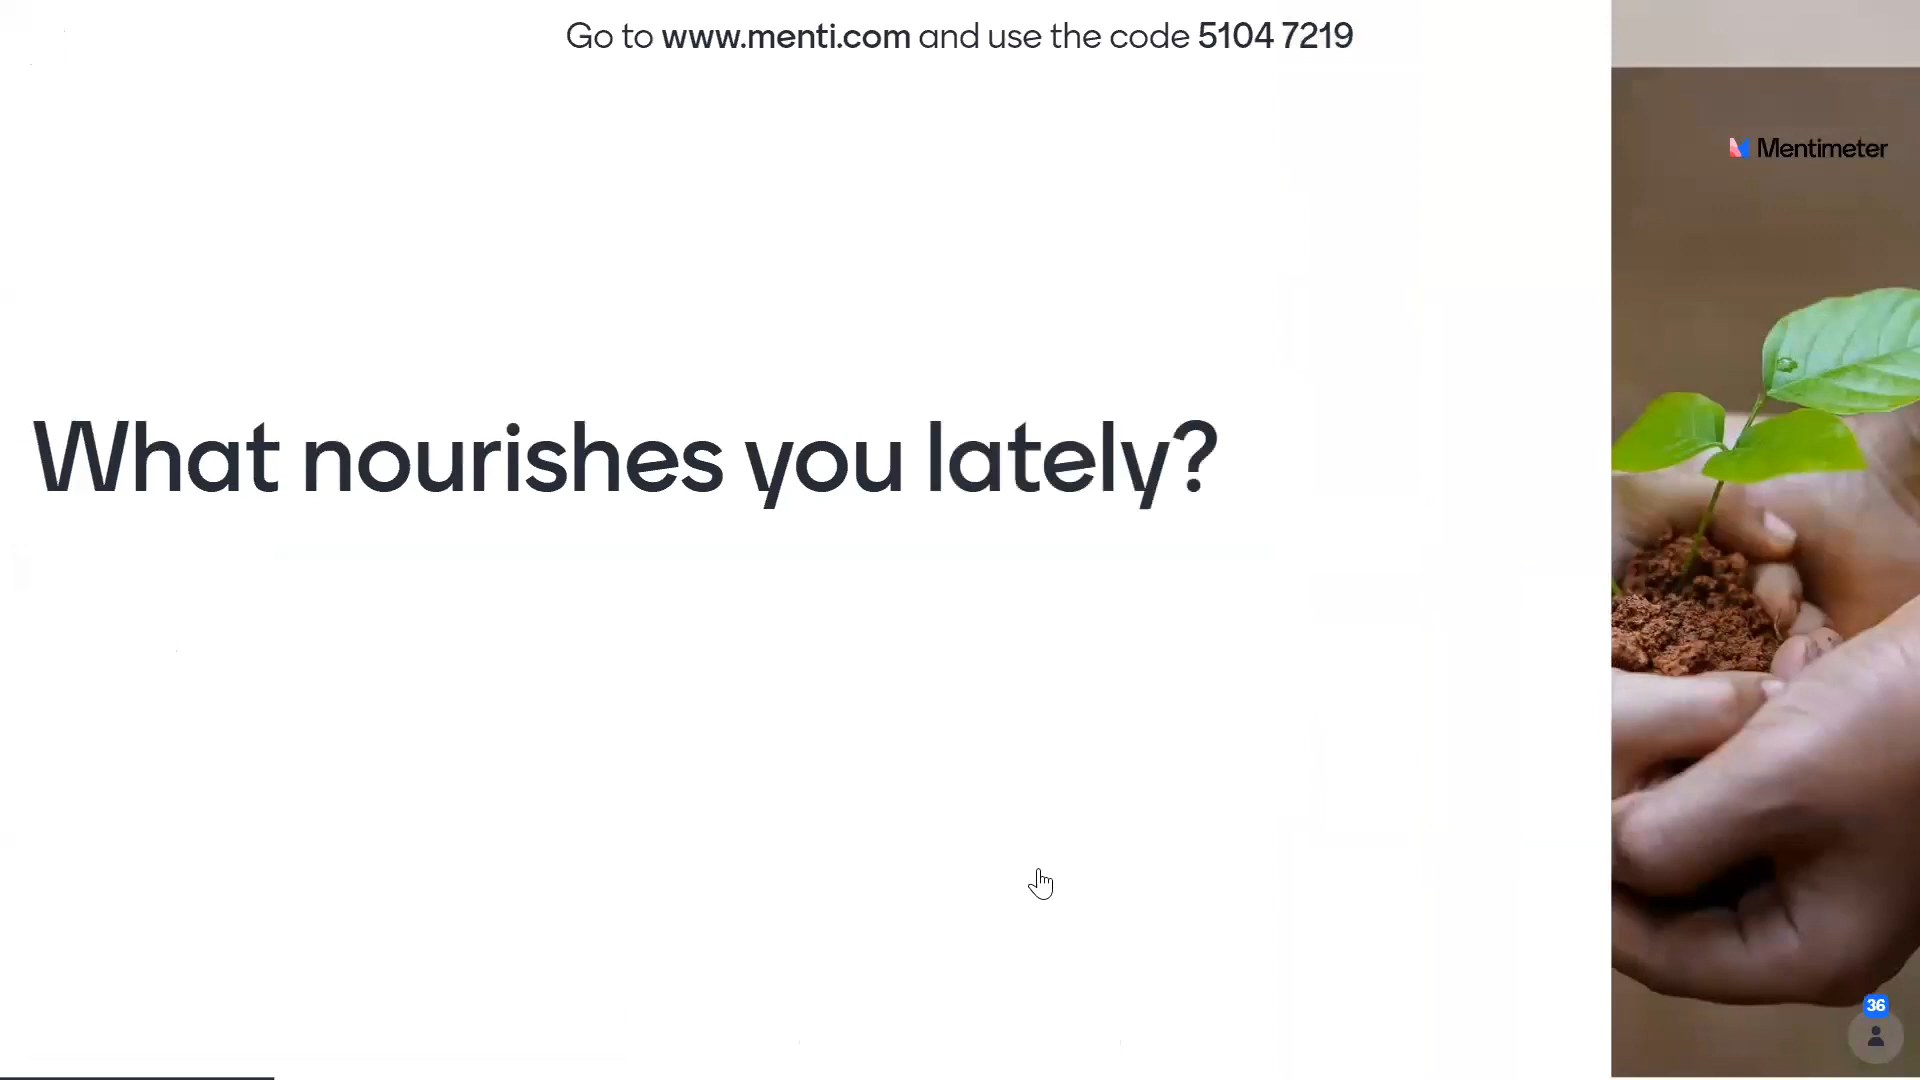 Go to www.menti.com and use the code 5104 7219
Mentimeter
What nourishes you lately?
36